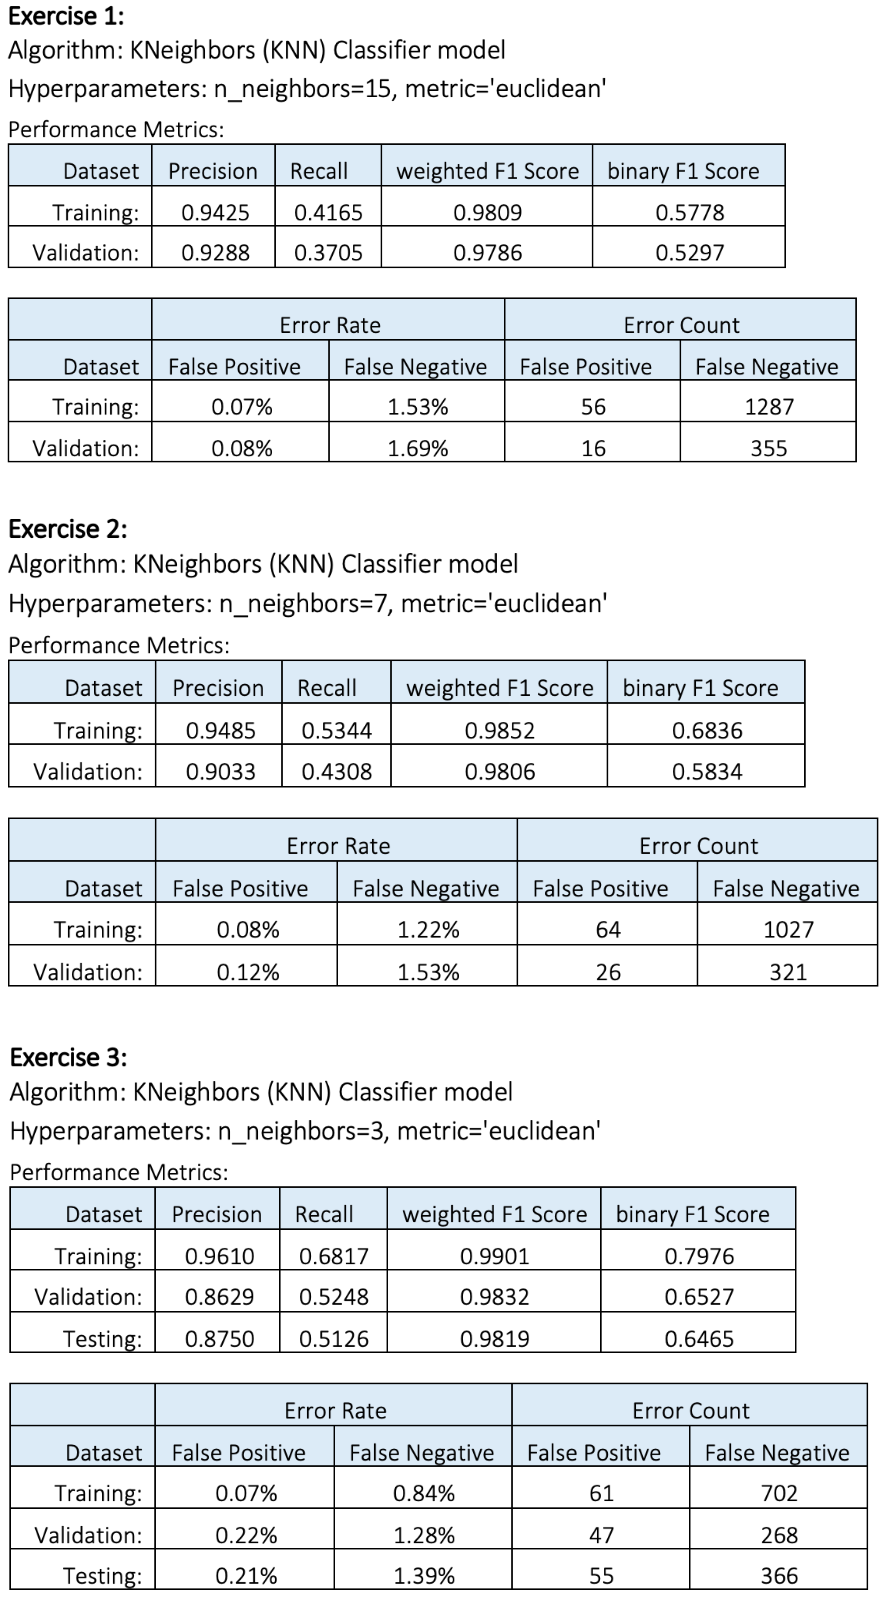 Exercise 1:
Algorithm: KNeighbors (KNN) Classifier model
Hyperparameters: n_neighbors=15, metric='euclidean'
Performance Metrics:
Dataset Precision Recall weighted F1 Score binary F1 Score
Training: 0.9425 0.4165 0.9809 0.5778
Validation: 0.9288 0.3705 0.9786 0.5297
Error Rate Error Count
Dataset False Positive False Negative False Positive False Negative
Training: 0.07% 1.53% 56 1287
Validation: 0.08% 1.69% 16 355
Exercise 2:
Algorithm: KNeighbors (KNN) Classifier model
Hyperparameters: n_neighbors=7, metric='euclidean'
Performance Metrics:
Dataset Precision Recall weighted F1 Score binary F1 Score
Training: 0.9485 0.5344 0.9852 0.6836
Validation: 0.9033 0.4308 0.9806 0.5834
Error Rate Error Count
Dataset False Positive False Negative False Positive False Negative
Training: 0.08% 1.22% 64 1027
Validation: 0.12% 1.53% 26 321
Exercise 3:
Algorithm: KNeighbors (KNN) Classifier model
Hyperparameters: n_neighbors=3, metric='euclidean'
Performance Metrics:
Dataset Precision Recall weighted F1 Score binary F1 Score
Training: 0.9610 0.6817 0.9901 0.7976
Validation: 0.8629 0.5248 0.9832 0.6527
Testing: 0.8750 0.5126 0.9819 0.6465
Error Rate Error Count
Dataset False Positive False Negative False Positive False Negative
Training: 0.07% 0.84% 61 702
Validation: 0.22% 1.28% 47 268
Testing: 0.21% 1.39% 55 366